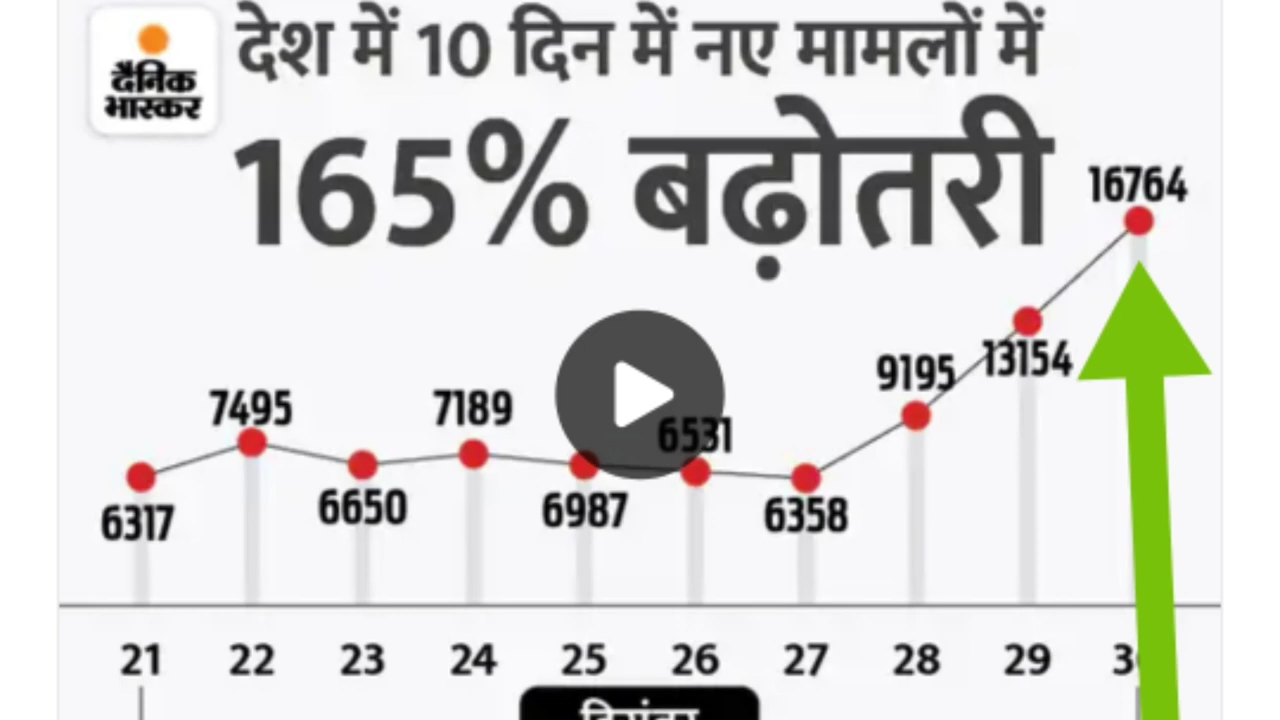 दैनिक
भास्कर
देश में 10 दिन में नए मामलों में
165% बढ़ोतरी
16764
13154
9195
7495
7189
6531
6317
6650
6987
6358
21 22 23 24 25 26 27 28 29